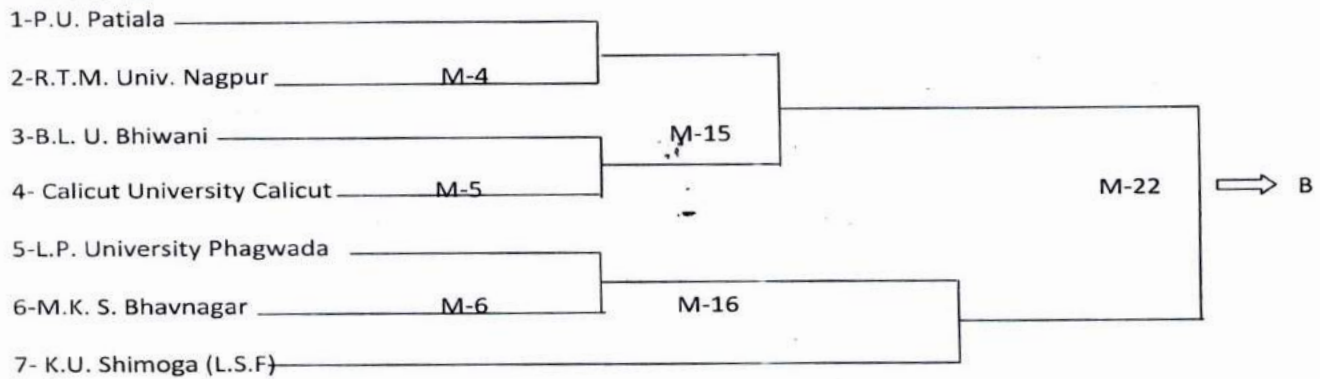 1-P.U. Patiala
2-R.T.M. Univ. Nagpur M-4
3-B.L. U. Bhiwani M-15
4- Calicut University Calicut M-5
M-22 B
5-L.P. University Phagwada
6-M.K. S. Bhavnagar M-6 M-16
7- K.U. Shimoga (L.S.F)